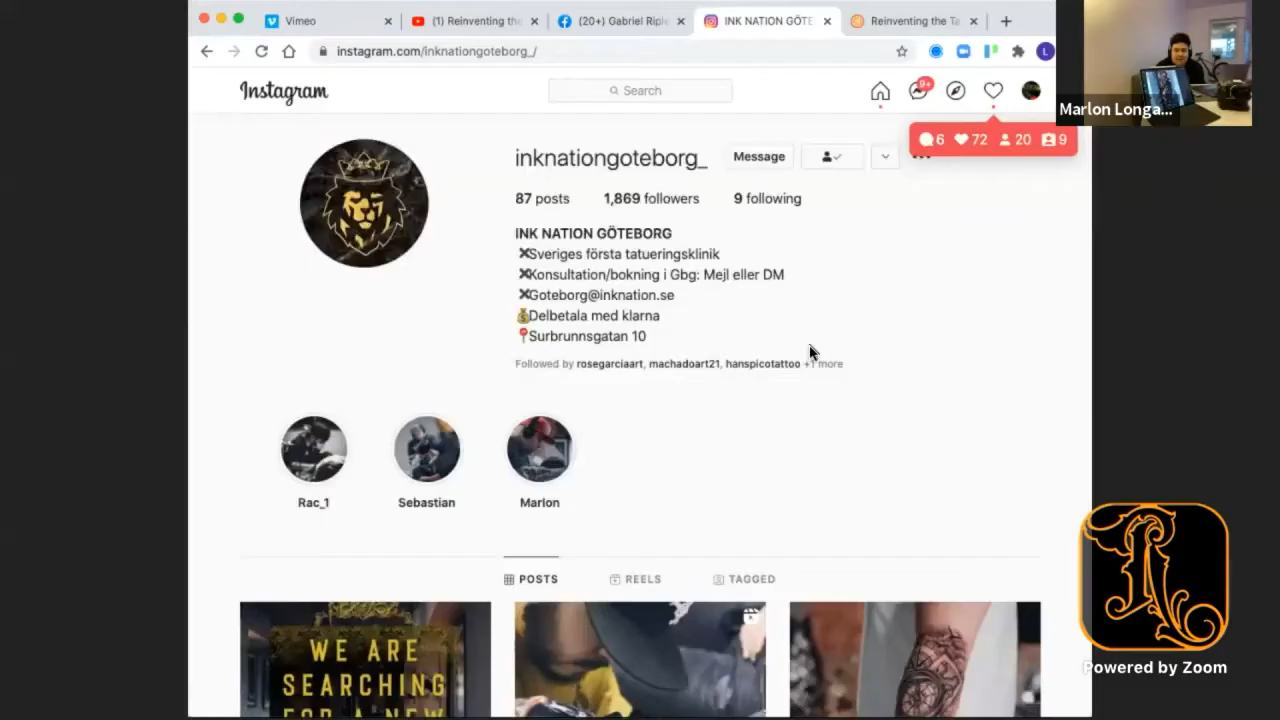 Vimeo
(1) Reinventing the
(20+) Gabriel Riple
INK NATION GÖTE
Reinventing the Ta
instagram.com/inknationgoteborg_/
L
Marlon Longa...
Instagram
Search
9+
6 72 20 9
inknationgoteborg_
Message
87 posts 1,869 followers 9 following
INK NATION GÖTEBORG
Sveriges första tatueringsklinik
Konsultation/bokning i Gbg: Mejl eller DM
Goteborg@inknation.se
Delbetala med klarna
Surbrunnsgatan 10
Followed by rosegarciaart, machadoart21, hanspicotattoo +1 more
Rac_1 Sebastian Marlon
POSTS REELS TAGGED
WE ARE
SEARCHING
FOR A NEW
Powered by Zoom